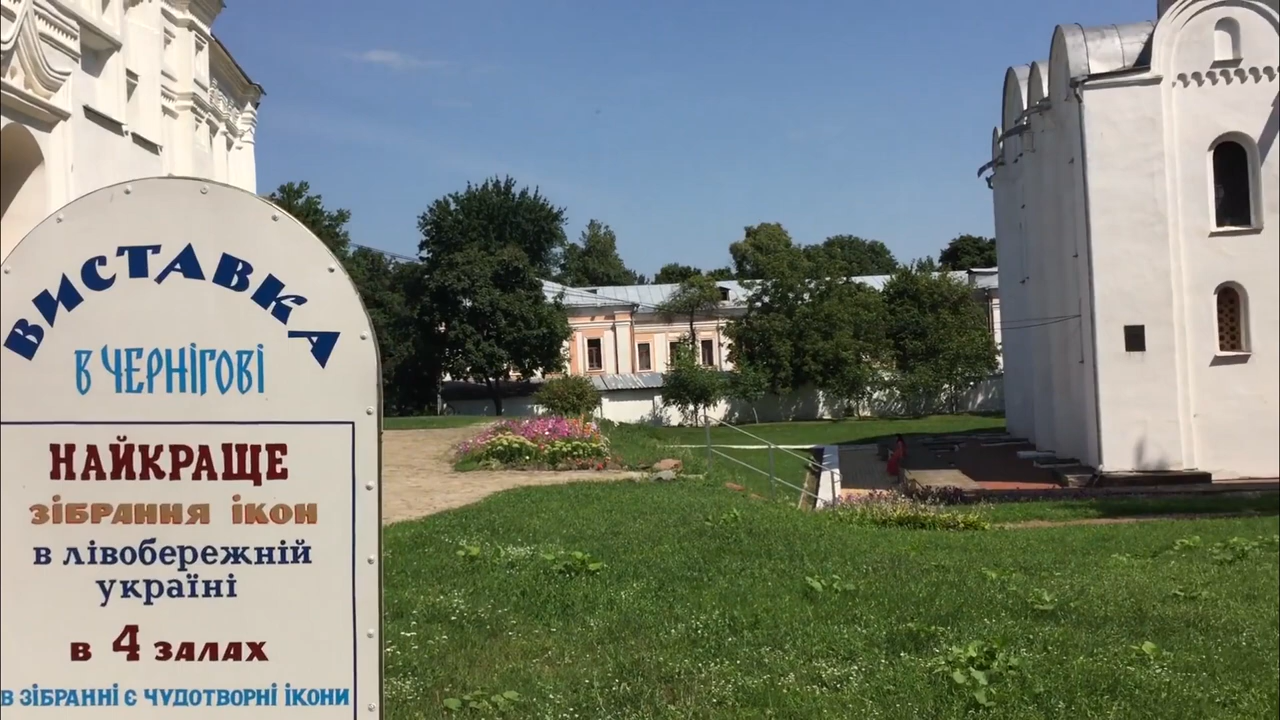 ВИСТАВКА
В ЧЕРНІГОВІ
НАЙКРАЩЕ
ЗІБРАННЯ ІКОН
в лівобережній
україні
в 4 залах
В ЗІБРАННІ Є ЧУДОТВОРНІ ІКОНИ